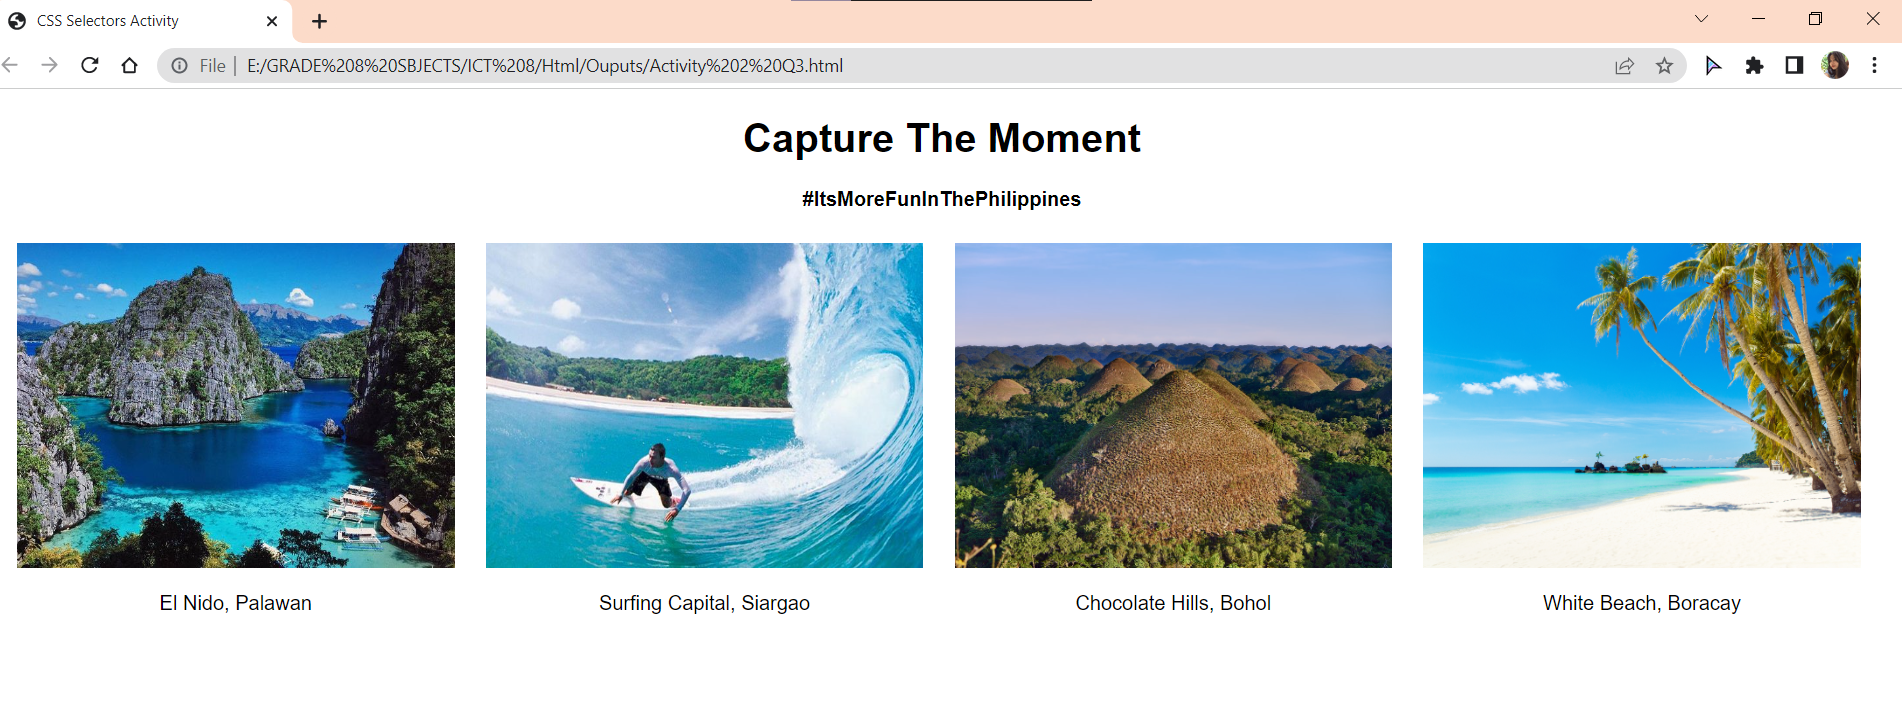 CSS Selectors Activity
File | E:/GRADE%208%20SBJECTS/ICT%208/Html/Ouputs/Activity%202%20Q3.html
Capture The Moment
#ItsMoreFunInThePhilippines
El Nido, Palawan
Surfing Capital, Siargao
Chocolate Hills, Bohol
White Beach, Boracay